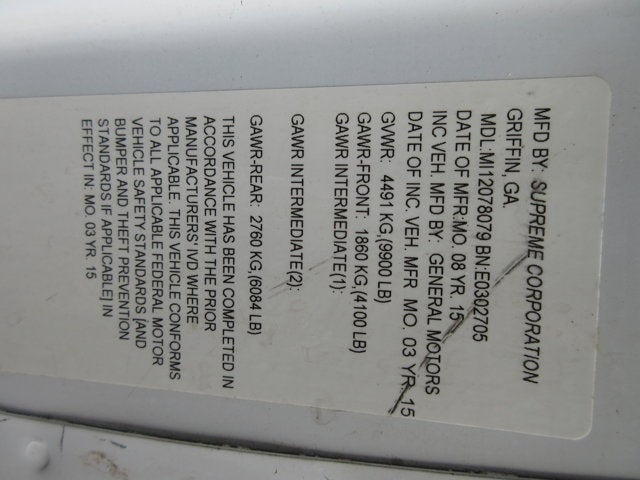 MFD BY: SUPREME CORPORATION
GRIFFIN, GA.
MDL:M12078079 BN:E0302705
DATE OF MFR:MO. 08 YR. 15
INC VEH. MFD BY: GENERAL MOTORS
DATE OF INC. VEH. MFR MO. 03 YR. 15
GVWR: 4491 KG,(9900 LB)
GAWR-FRONT: 1860 KG,(4100 LB)
GAWR INTERMEDIATE(1):
GAWR INTERMEDIATE(2):
GAWR-REAR: 2760 KG,(6084 LB)
THIS VEHICLE HAS BEEN COMPLETED IN
ACCORDANCE WITH THE PRIOR
MANUFACTURERS'IVD WHERE
APPLICABLE. THIS VEHICLE CONFORMS
TO ALL APPLICABLE FEDERAL MOTOR
VEHICLE SAFETY STANDARDS [AND
BUMPER AND THEFT PREVENTION
STANDARDS IF APPLICABLE] IN
EFFECT IN: MO. 03 YR. 15